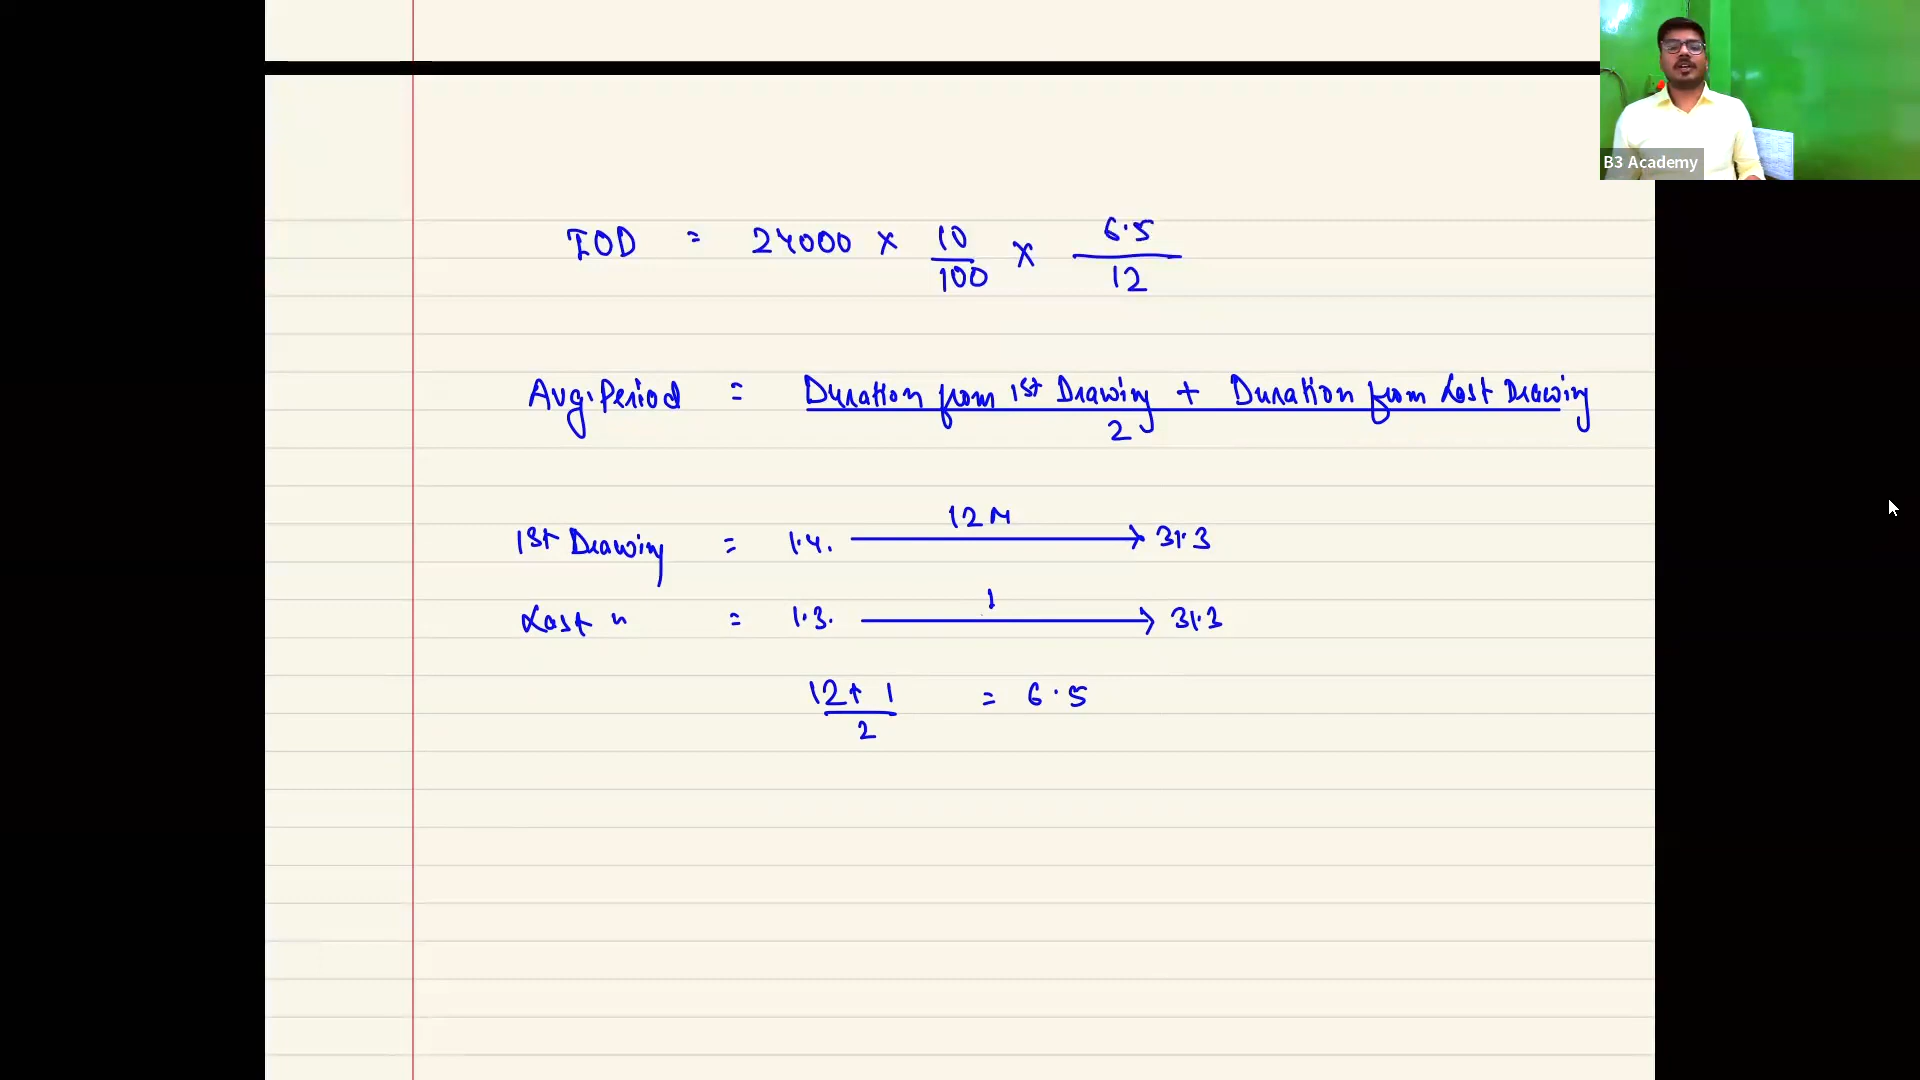 B3 Academy
IOD = 24000 × 10/100 × 6.5/12
Avg. Period = Duration from 1st Drawing + Duration from Last Drawing
2
12 M
1st Drawing = 1.4. → 31.3
1
Last " = 1.3. → 31.3
12 + 1 = 6.5
2